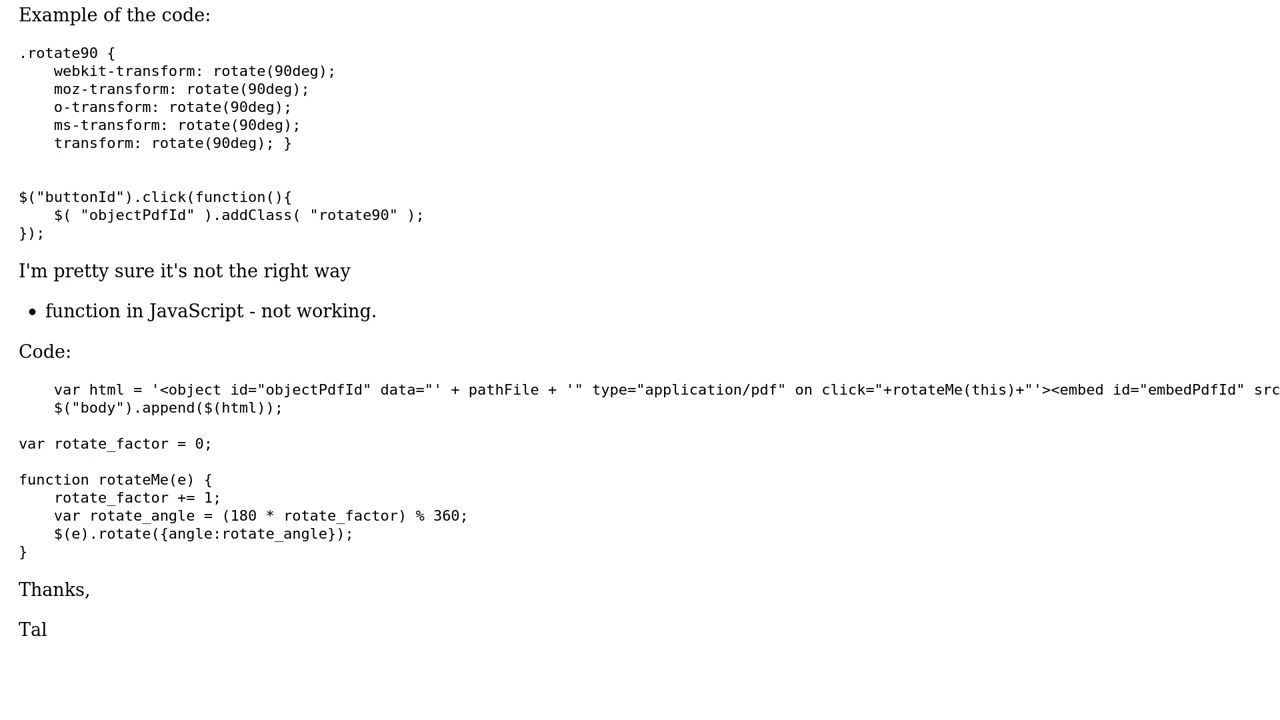 Example of the code:
.rotate90 {
    webkit-transform: rotate(90deg);
    moz-transform: rotate(90deg);
    o-transform: rotate(90deg);
    ms-transform: rotate(90deg);
    transform: rotate(90deg); }
$("buttonId").click(function(){
    $( "objectPdfId" ).addClass( "rotate90" );
});
I'm pretty sure it's not the right way
• function in JavaScript - not working.
Code:
    var html = '<object id="objectPdfId" data="' + pathFile + '" type="application/pdf" on click="+rotateMe(this)+"'><embed id="embedPdfId" src
    $("body").append($(html));
var rotate_factor = 0;
function rotateMe(e) {
    rotate_factor += 1;
    var rotate_angle = (180 * rotate_factor) % 360;
    $(e).rotate({angle:rotate_angle});
}
Thanks,
Tal